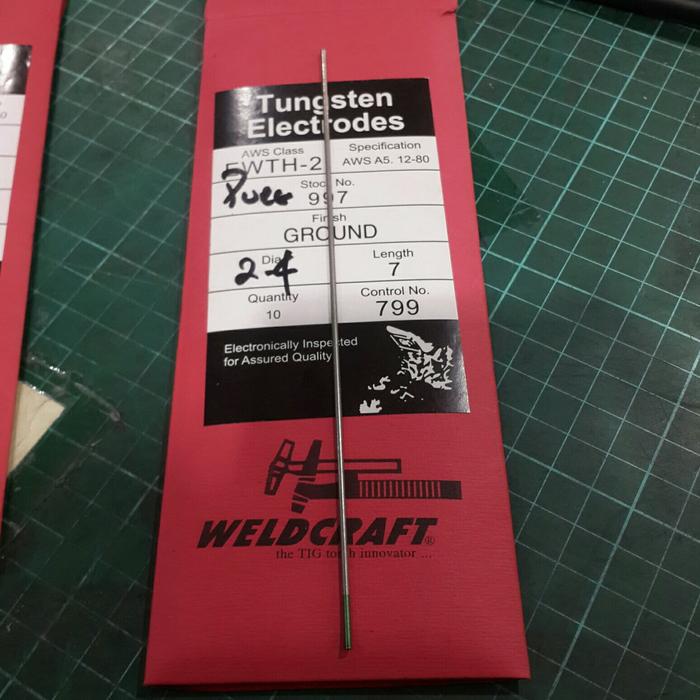 Tungsten
Electrodes
AWS Class
EWTH-2
Specification
AWS A5. 12-80
Pure
Stock No.
997
Finish
GROUND
Dia
2-4
Length
7
Quantity
10
Control No.
799
Electronically Inspected
for Assured Quality
WELDCRAFT®
the TIG torch innovator ...